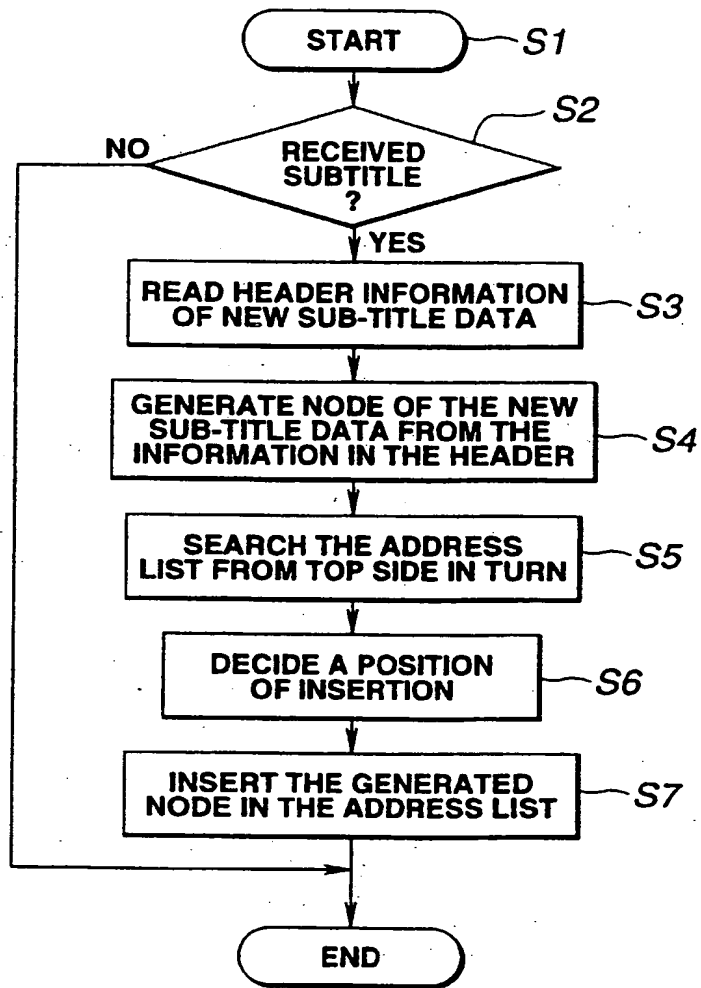 START
S1
S2
NO
RECEIVED
SUBTITLE
?
YES
READ HEADER INFORMATION
OF NEW SUB-TITLE DATA
S3
GENERATE NODE OF THE NEW
SUB-TITLE DATA FROM THE
INFORMATION IN THE HEADER
S4
SEARCH THE ADDRESS
LIST FROM TOP SIDE IN TURN
S5
DECIDE A POSITION
OF INSERTION
S6
INSERT THE GENERATED
NODE IN THE ADDRESS LIST
S7
END